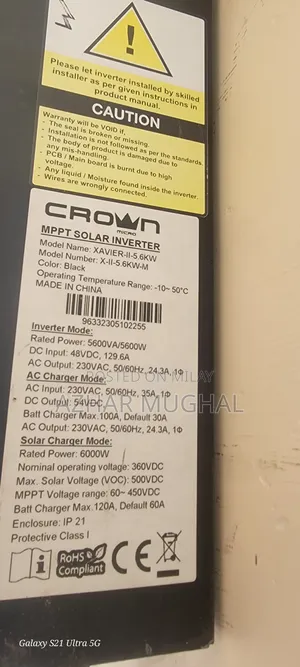 Please let inverter installed by skilled
installer as per given instructions in
product manual.
CAUTION
Warranty will be VOID if,
- The seal is broken or missing.
- Installation is not followed as per the standards.
- The body of product is damaged due to
any mis-handling.
- PCB / Main board is burnt due to high
voltage.
- Any liquid / Moisture found inside the inverter.
- Wires are wrongly connected.
CROWN
MICRO
MPPT SOLAR INVERTER
Model Name: XAVIER-II-5.6KW
Model Number: X-II-5.6KW-M
Color: Black
Operating Temperature Range: -10~ 50°C
MADE IN CHINA
96332305102255
Inverter Mode:
Rated Power: 5600VA/5600W
DC Input: 48VDC, 129.6A
AC Output: 230VAC, 50/60HZ, 24.3A, 1Φ
AC Charger Mode:
POSTED ON MILAY
AC Input: 230VAC, 50/60HZ, 35A, 1Φ
DC Output: 54VDC
AZHAR MUGHAL
Batt Charger Max.100A, Default 30A
AC Output: 230VAC, 50/60HZ, 24.3A, 1Φ
Solar Charger Mode:
Rated Power: 6000W
Nominal operating voltage: 360VDC
Max. Solar Voltage (VOC): 500VDC
MPPT Voltage range: 60~ 450VDC
Batt Charger Max.120A, Default 60A
Enclosure: IP 21
Protective Class I
RoHS
Compliant
CE
Galaxy S21 Ultra 5G